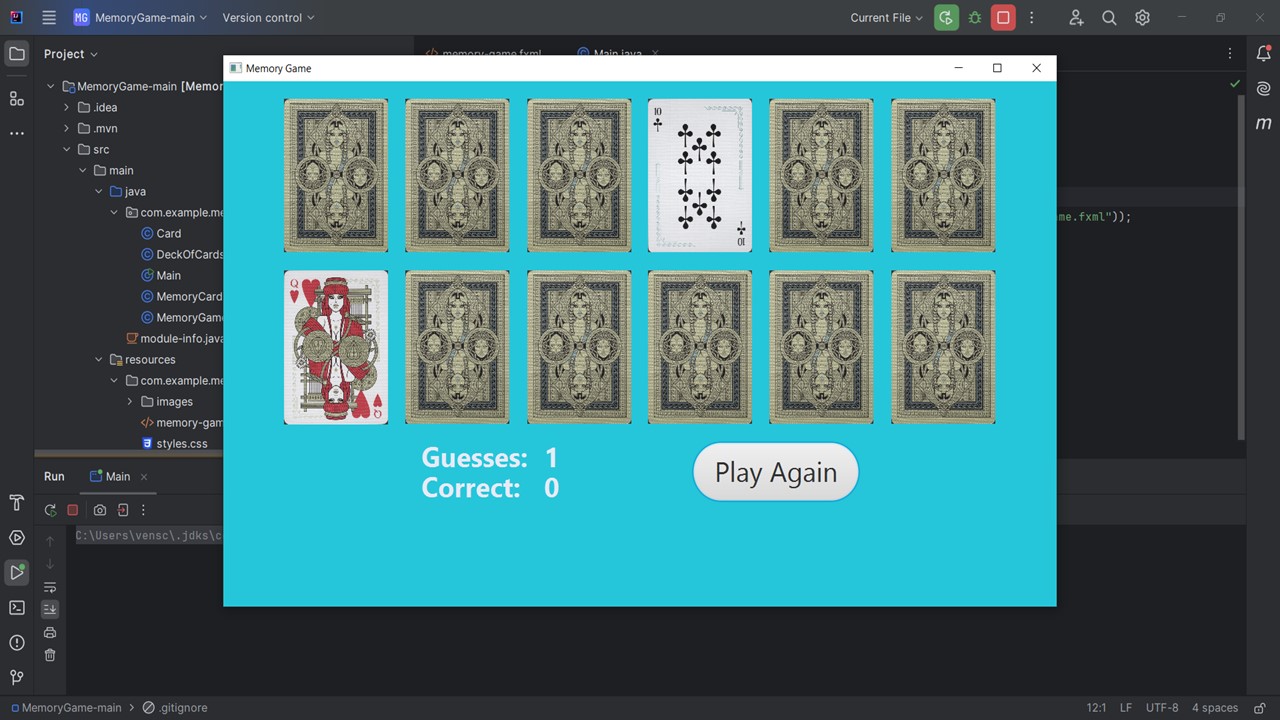 MG MemoryGame-main Version control Current File
Project
memory-game.fxml Main.java
Memory Game
MemoryGame-main [Memor
.idea
.mvn
src
main
java
com.example.me
Card
DeckOfCards
Main
MemoryCard
MemoryGam
module-info.java
resources
com.example.me
images
memory-gam
styles.css
me.fxml"));
m
10
10
Q
Q
Guesses: 1
Correct: 0
Play Again
Run Main
C:\Users\vensc\.jdks\c
MemoryGame-main > .gitignore
12:1 LF UTF-8 4 spaces